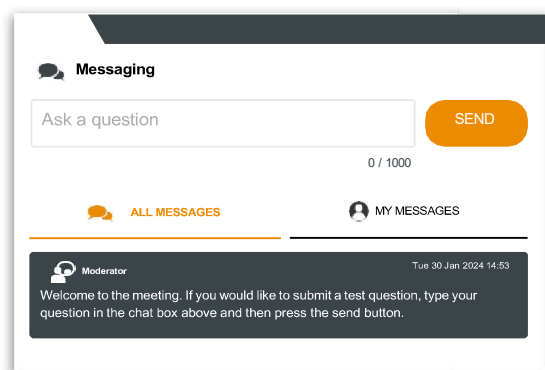 Messaging
Ask a question
SEND
0 / 1000
ALL MESSAGES
MY MESSAGES
Moderator
Tue 30 Jan 2024 14:53
Welcome to the meeting. If you would like to submit a test question, type your
question in the chat box above and then press the send button.